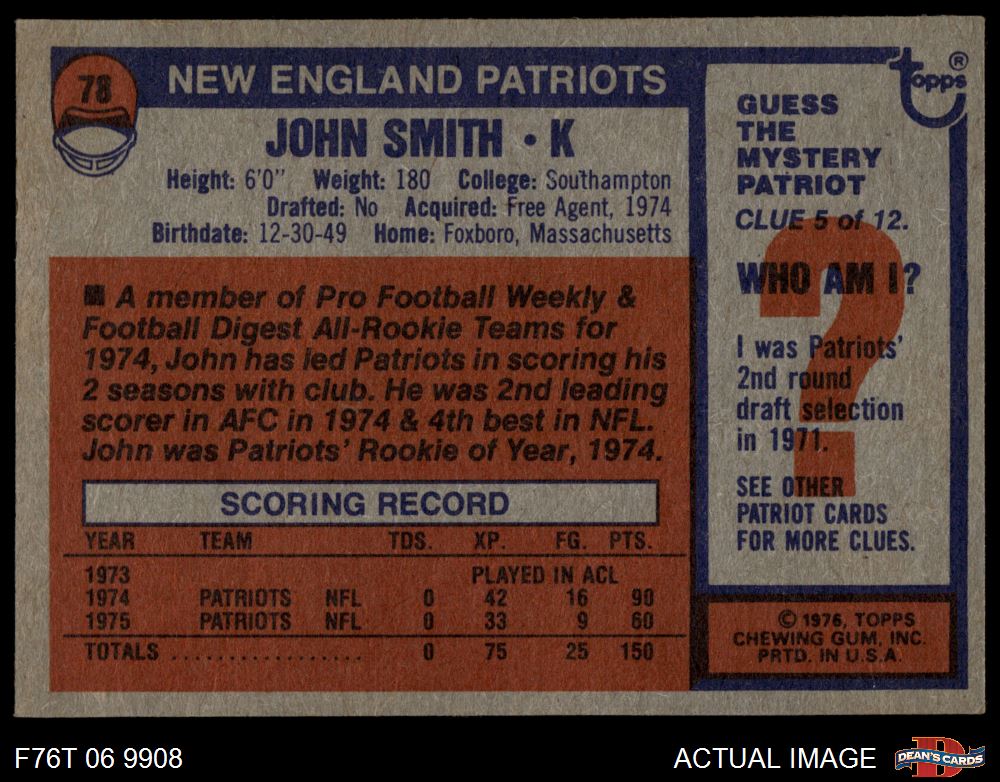 78
NEW ENGLAND PATRIOTS
JOHN SMITH • K
Height: 6'0" Weight: 180 College: Southampton
Drafted: No Acquired: Free Agent, 1974
Birthdate: 12-30-49 Home: Foxboro, Massachusetts
■ A member of Pro Football Weekly &
Football Digest All-Rookie Teams for
1974, John has led Patriots in scoring his
2 seasons with club. He was 2nd leading
scorer in AFC in 1974 & 4th best in NFL.
John was Patriots' Rookie of Year, 1974.
SCORING RECORD
YEAR TEAM TDS. XP. FG. PTS.
1973 PLAYED IN ACL
1974 PATRIOTS NFL 0 42 16 90
1975 PATRIOTS NFL 0 33 9 60
TOTALS .................. 0 75 25 150
topps®
GUESS
THE
MYSTERY
PATRIOT
CLUE 5 of 12.
?
WHO AM I?
I was Patriots'
2nd round
draft selection
in 1971.
SEE OTHER
PATRIOT CARDS
FOR MORE CLUES.
© 1976, TOPPS
CHEWING GUM, INC.
PRTD. IN U.S.A.
F76T 06 9908
ACTUAL IMAGE
D
DEAN'S CARDS